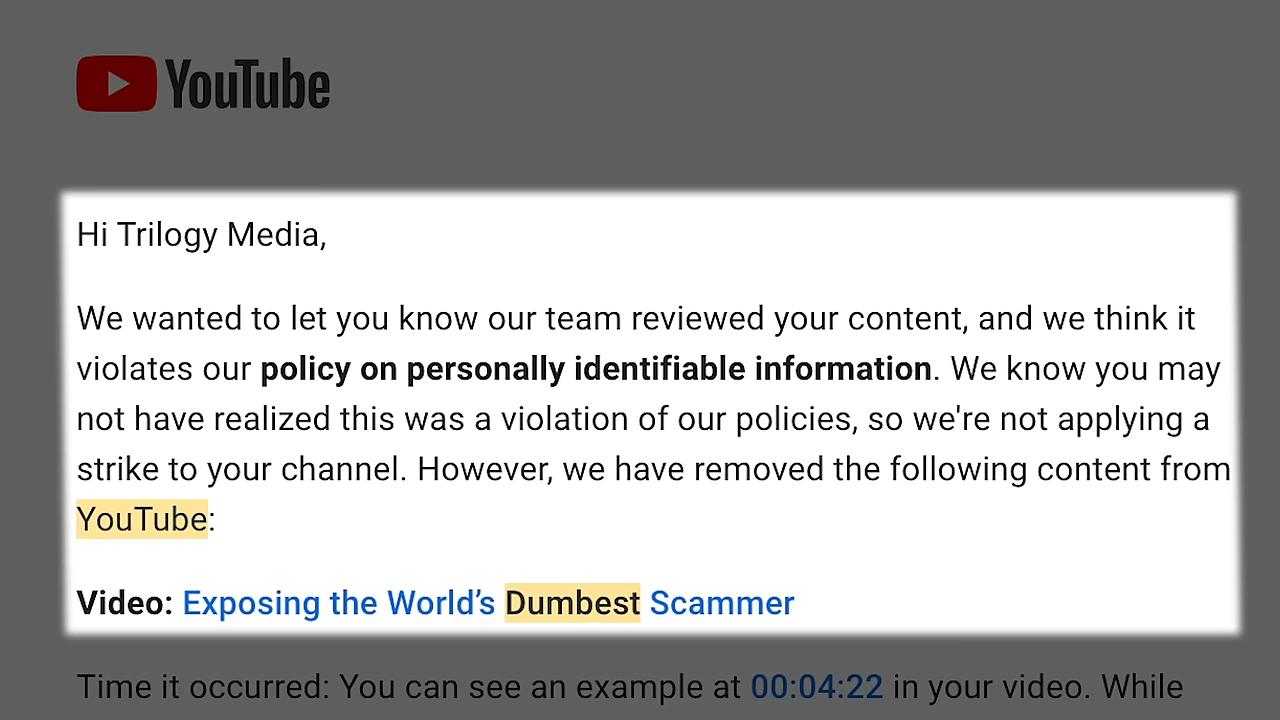 YouTube
Hi Trilogy Media,
We wanted to let you know our team reviewed your content, and we think it
violates our policy on personally identifiable information. We know you may
not have realized this was a violation of our policies, so we're not applying a
strike to your channel. However, we have removed the following content from
YouTube:
Video: Exposing the World’s Dumbest Scammer
Time it occurred: You can see an example at 00:04:22 in your video. While